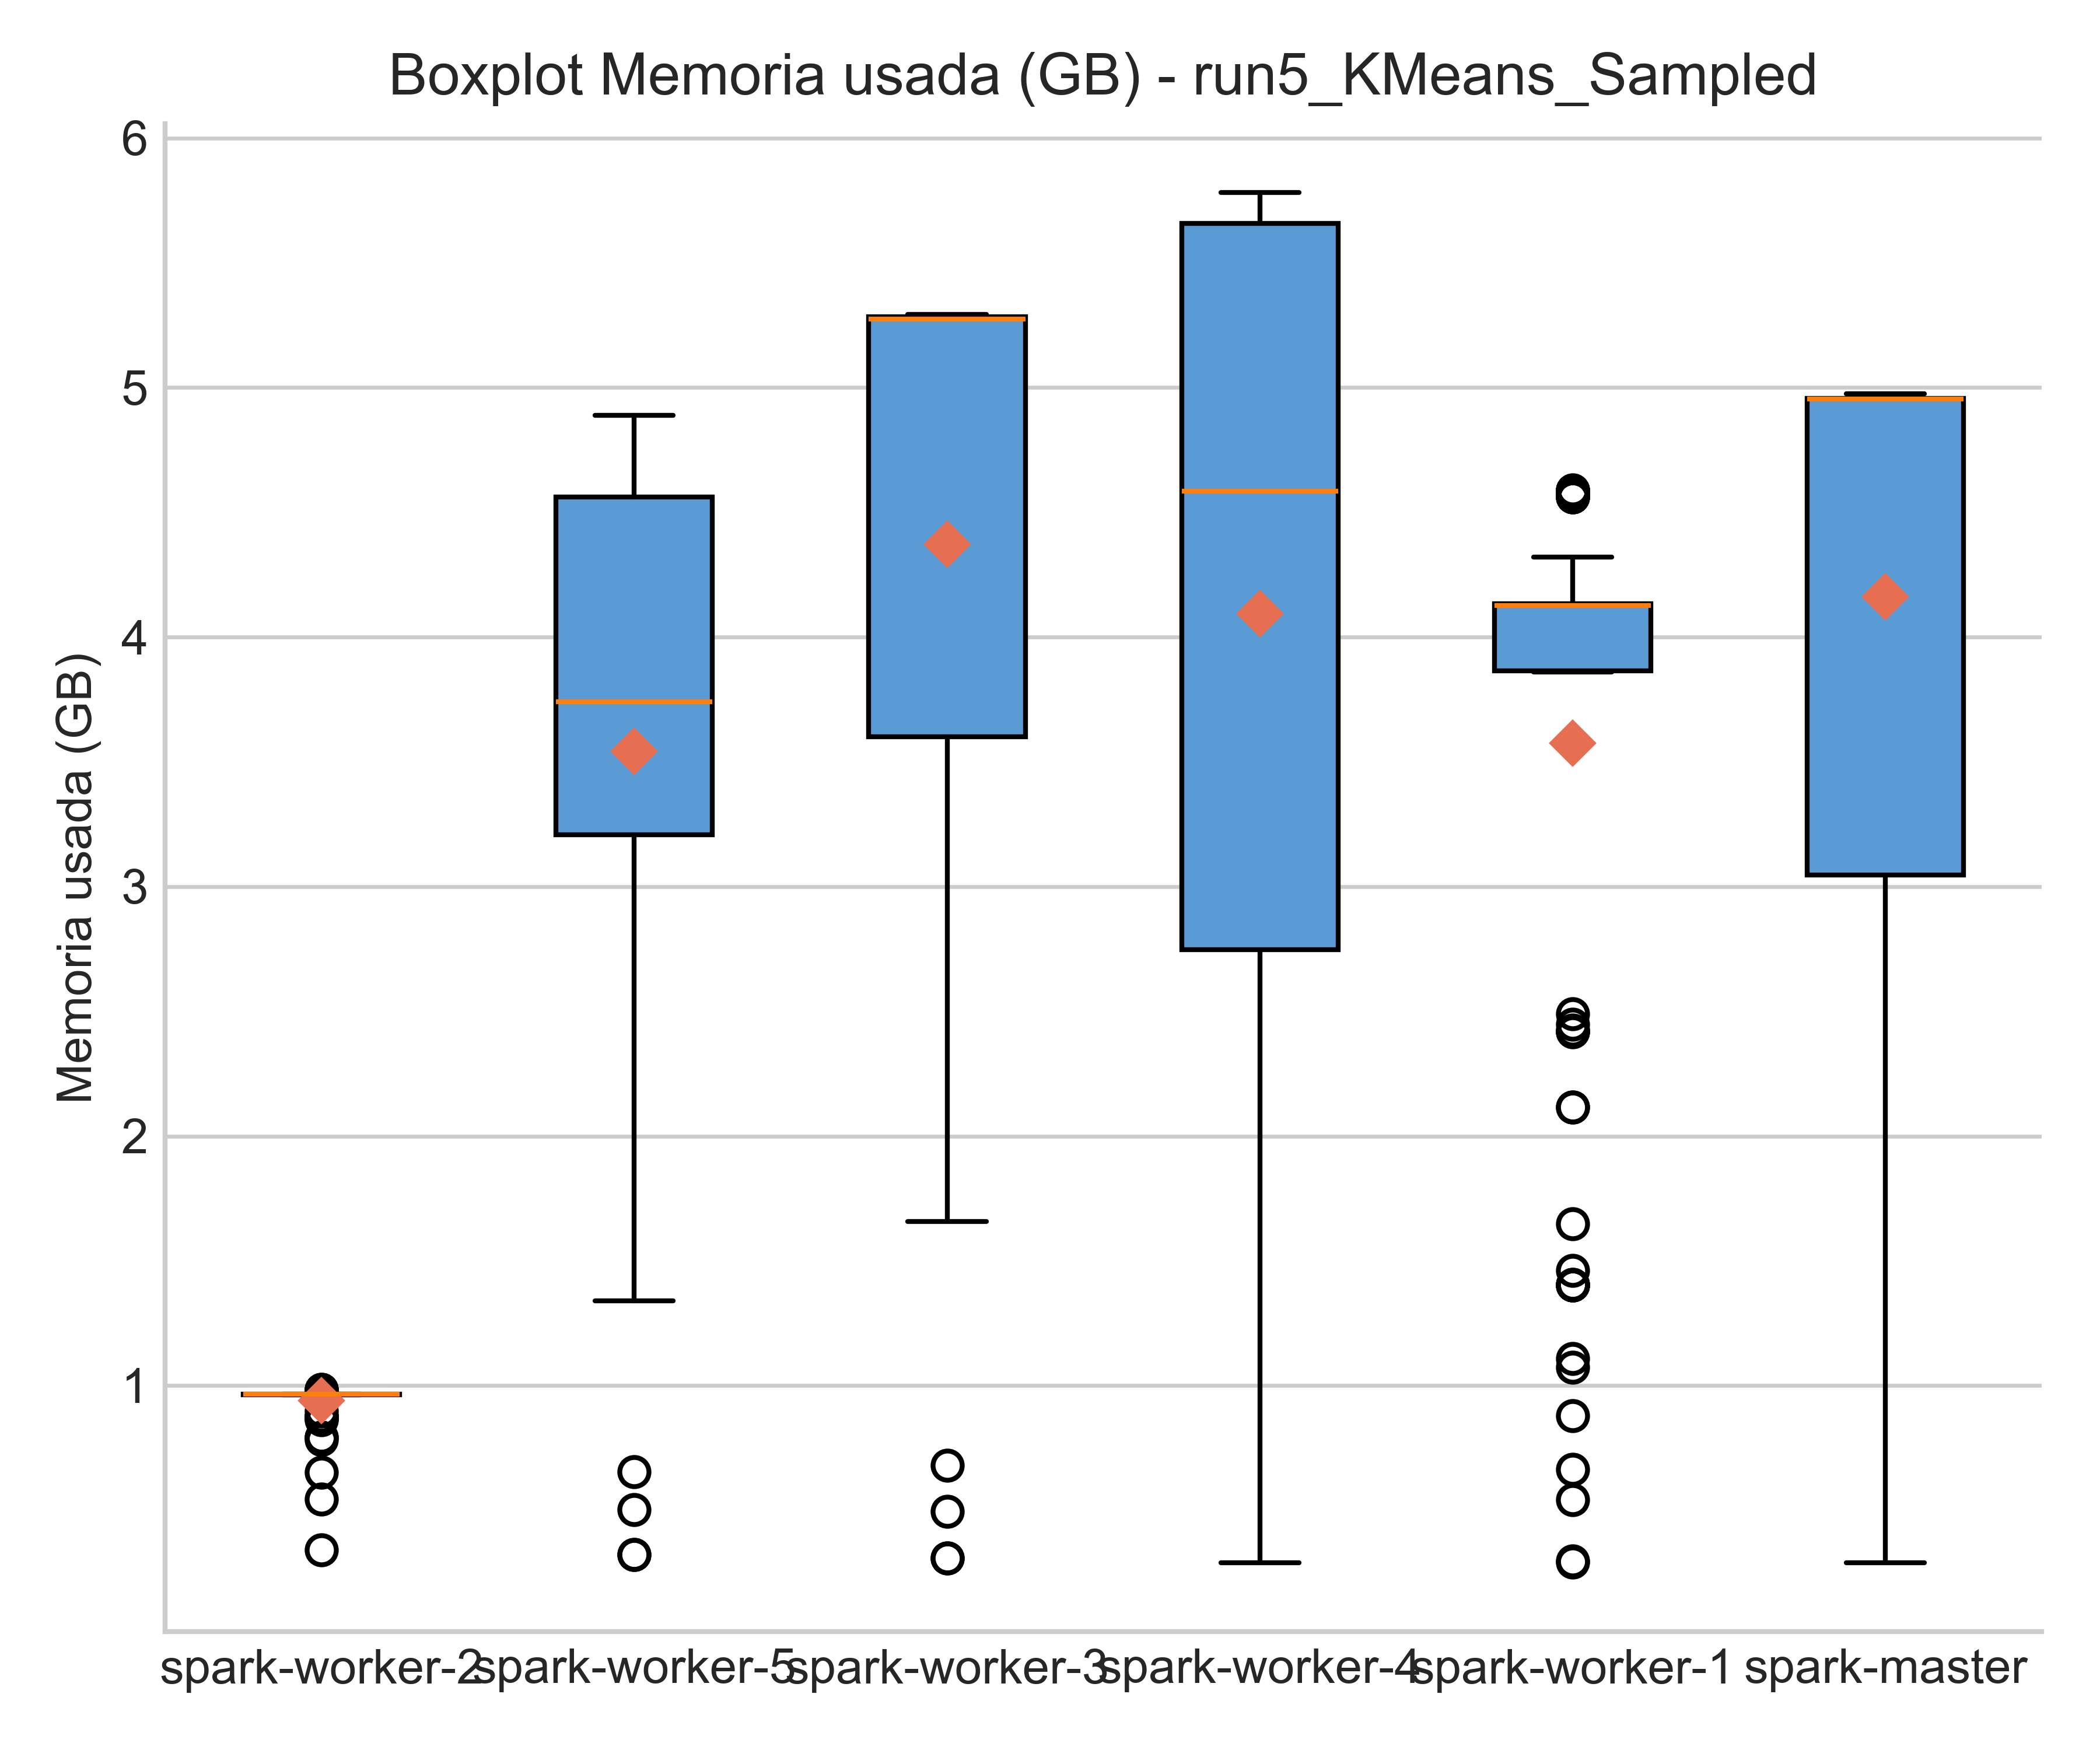 Boxplot Memoria usada (GB) - run5_KMeans_Sampled
Memoria usada (GB)
6
5
4
3
2
1
spark-worker-2 spark-worker-5 spark-worker-3 spark-worker-4 spark-worker-1 spark-master